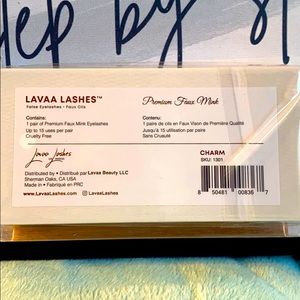 step by s
LAVAA LASHES™
False Eyelashes • Faux Cils
Premium Faux Mink
Contains:
1 pair of Premium Faux Mink Eyelashes
Up to 15 uses per pair
Cruelty Free
Contenu:
1 paire de cils en Faux Vison de Première Qualité
Jusqu'à 15 utilisation par paire
Sans Cruauté
Lavaa Lashes
Distributed by • Distribué par Lavaa Beauty LLC
Sherman Oaks, CA USA
Made in • Fabriqué en PRC
www.LavaaLashes.com
@LavaaLashes
CHARM
SKU: 1301
8 50481 00836 7